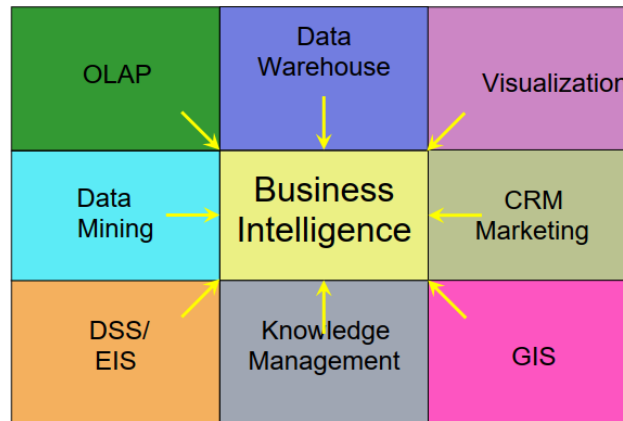 OLAP
Data
Warehouse
Visualization
Data
Mining
Business
Intelligence
CRM
Marketing
DSS/
EIS
Knowledge
Management
GIS